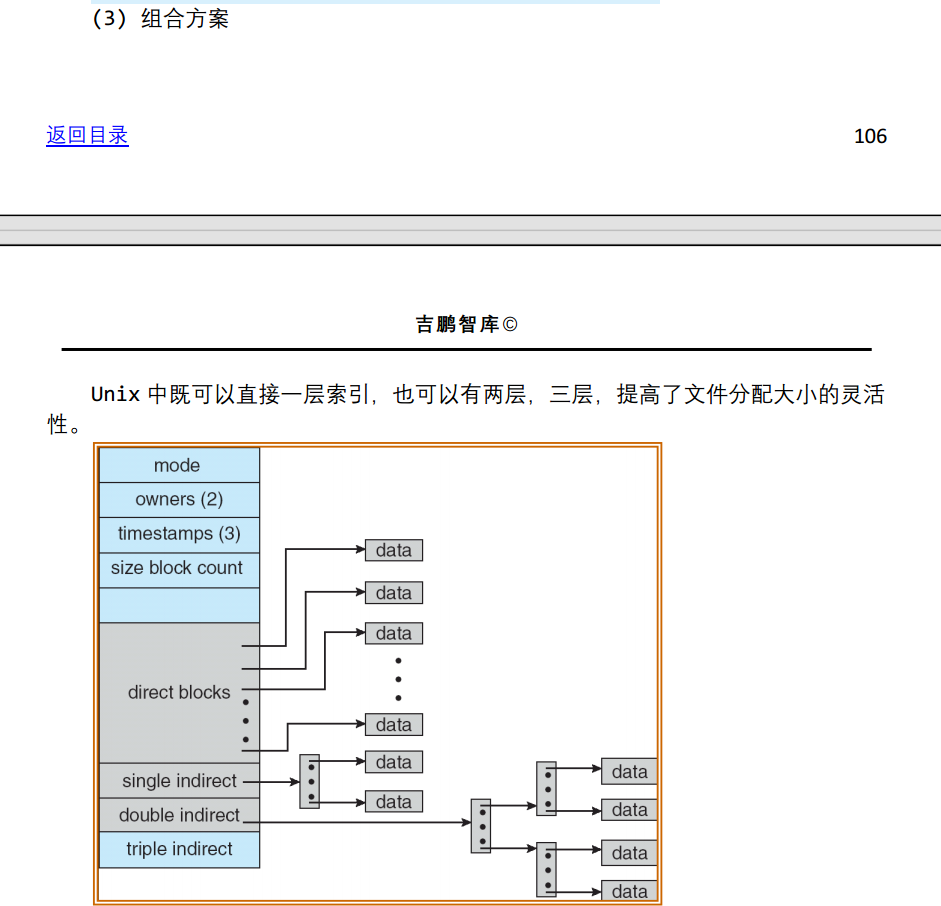 (3) 组合方案
返回目录
106
吉鹏智库©
Unix 中既可以直接一层索引，也可以有两层，三层，提高了文件分配大小的灵活
性。
mode
owners (2)
timestamps (3)
size block count
data
data
data
direct blocks
data
data
single indirect
data
double indirect
triple indirect
data
data
data
data